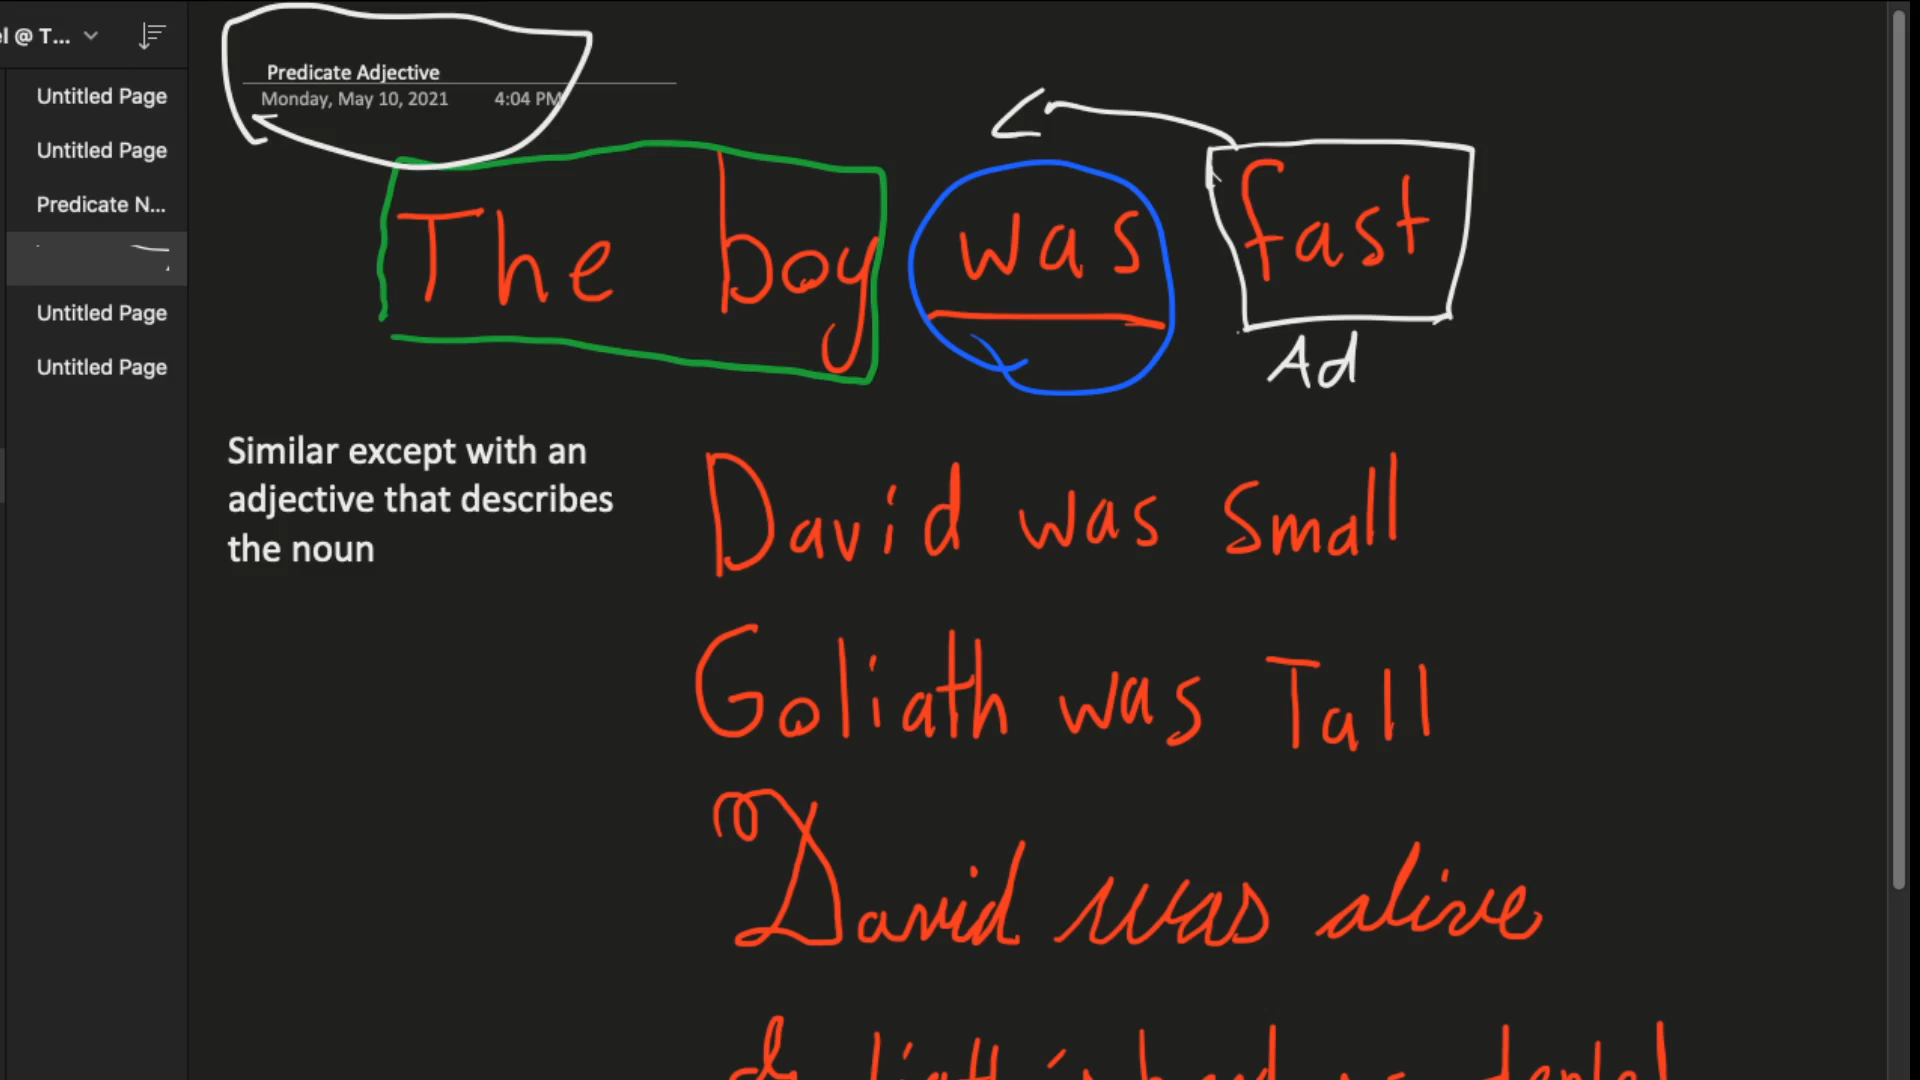 el @ T...
Untitled Page
Untitled Page
Predicate N...
Untitled Page
Untitled Page
Predicate Adjective
Monday, May 10, 2021 4:04 PM
The boy was fast
Ad
Similar except with an
adjective that describes
the noun
David was small
Goliath was Tall
David was alive